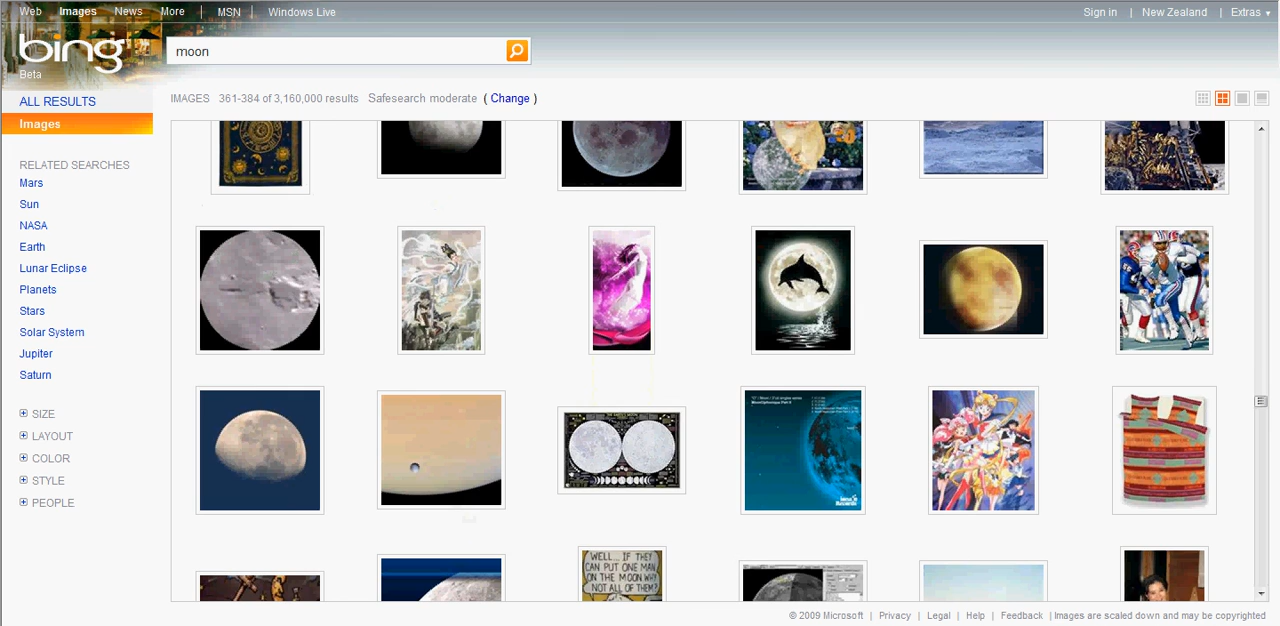 Web Images News More | MSN | Windows Live
Sign in | New Zealand | Extras
bing
Beta
moon
ALL RESULTS
Images
IMAGES 361-384 of 3,160,000 results Safesearch moderate ( Change )
RELATED SEARCHES
Mars
Sun
NASA
Earth
Lunar Eclipse
Planets
Stars
Solar System
Jupiter
Saturn
SIZE
LAYOUT
COLOR
STYLE
PEOPLE
WELL... IF THEY
CAN PUT ONE MAN
ON THE MOON WHY
NOT ALL OF THEM?
© 2009 Microsoft | Privacy | Legal | Help | Feedback | Images are scaled down and may be copyrighted